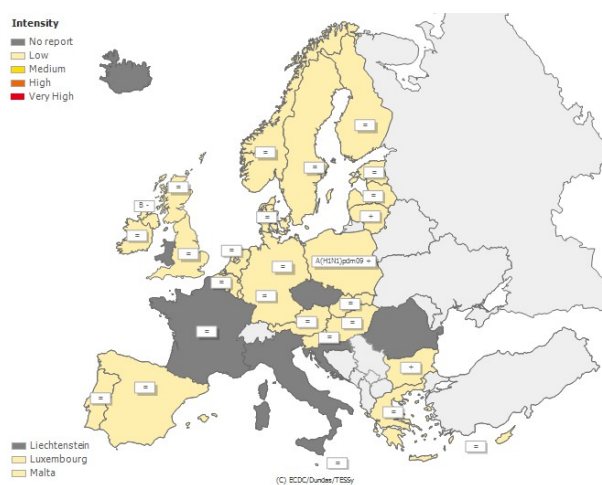 Intensity
No report
Low
Medium
High
Very High
=
=
=
=
=
=
+
B -
=
=
=
=
=
A(H1N1)pdm09 +
=
=
=
=
=
=
=
=
=
+
=
=
=
Liechtenstein
Luxembourg
Malta
(C) ECDC/Dundas/TESSy